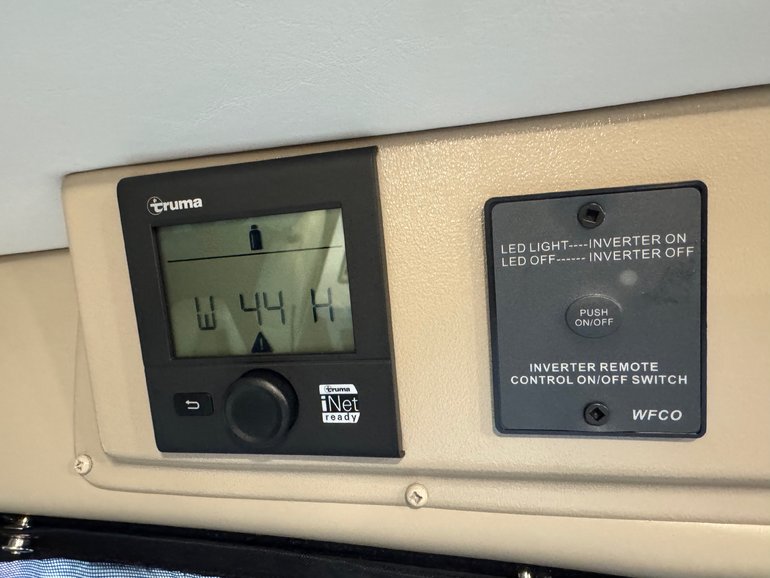 truma
W 44 H
truma
iNet
ready
LED LIGHT----INVERTER ON
LED OFF------ INVERTER OFF
PUSH
ON/OFF
INVERTER REMOTE
CONTROL ON/OFF SWITCH
WFCO